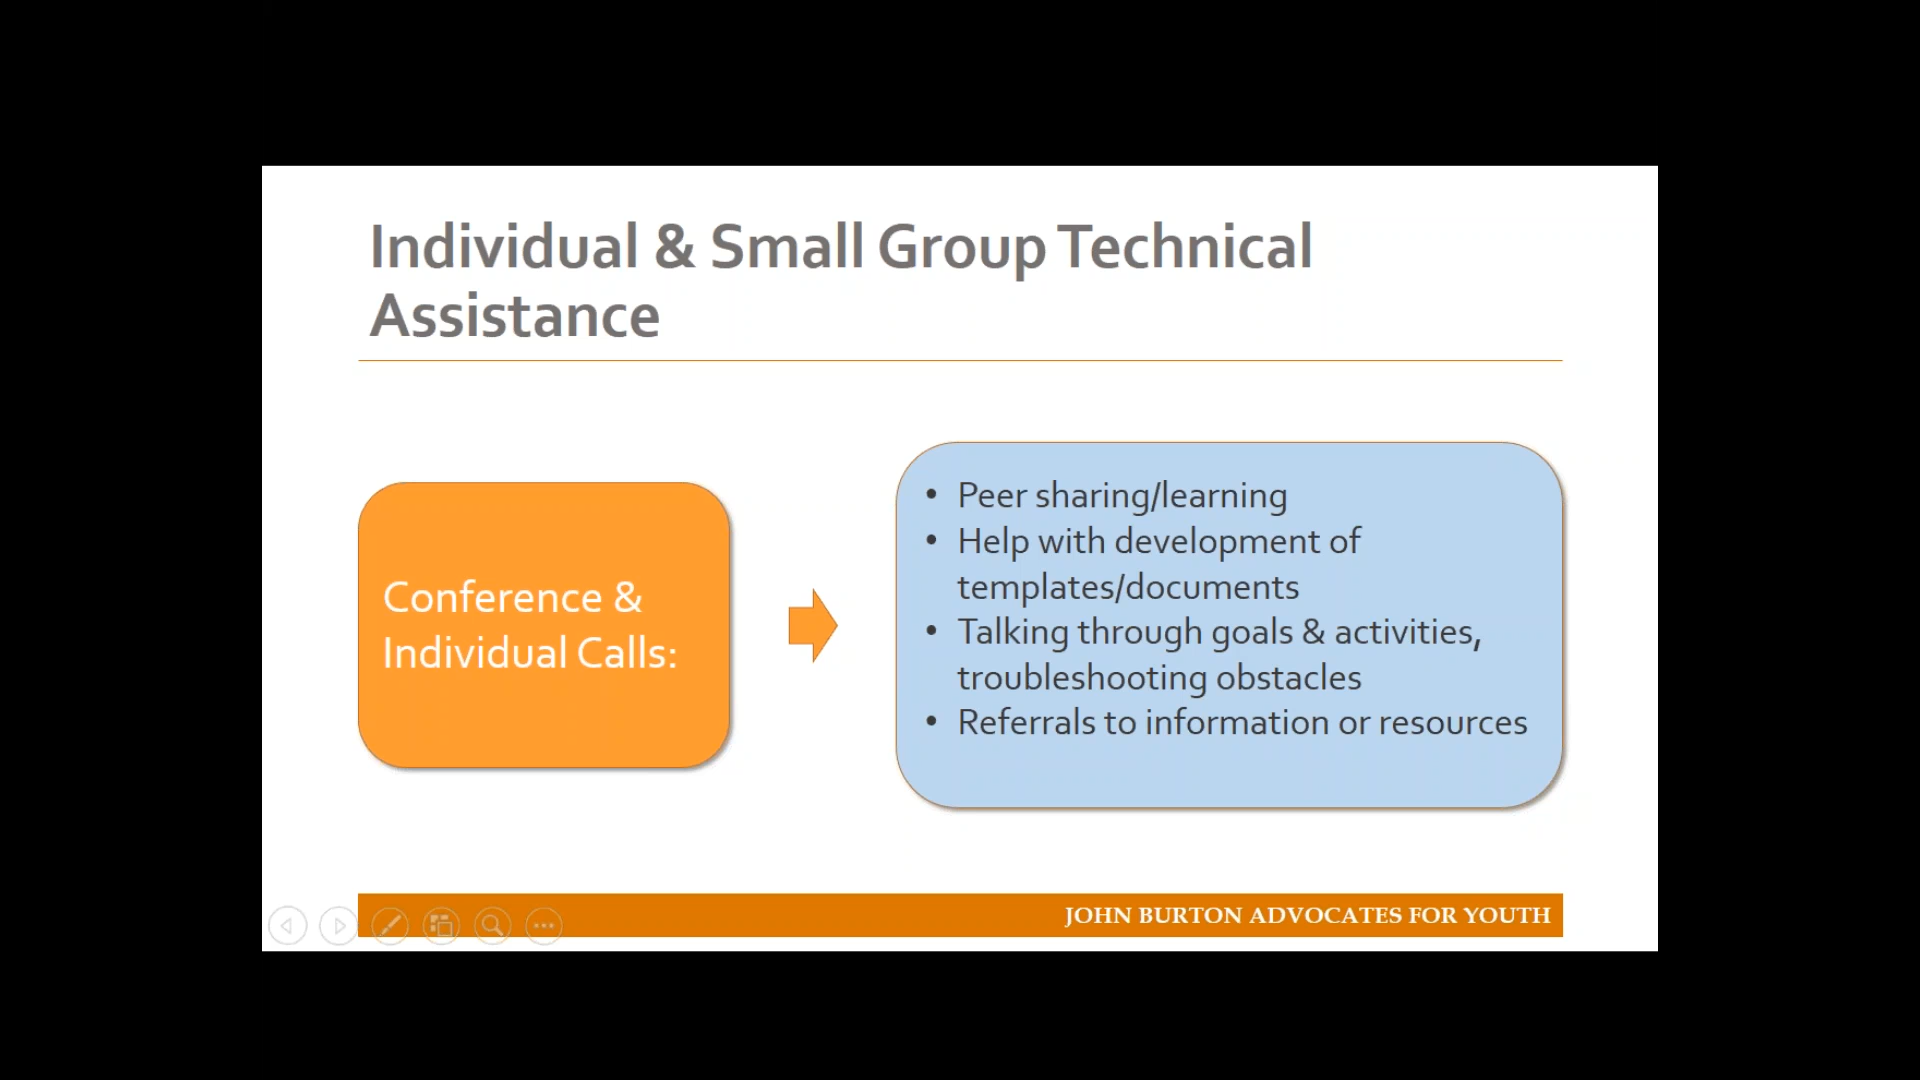 Individual & Small Group Technical
Assistance
Conference &
Individual Calls:
• Peer sharing/learning
• Help with development of
templates/documents
• Talking through goals & activities,
troubleshooting obstacles
• Referrals to information or resources
JOHN BURTON ADVOCATES FOR YOUTH